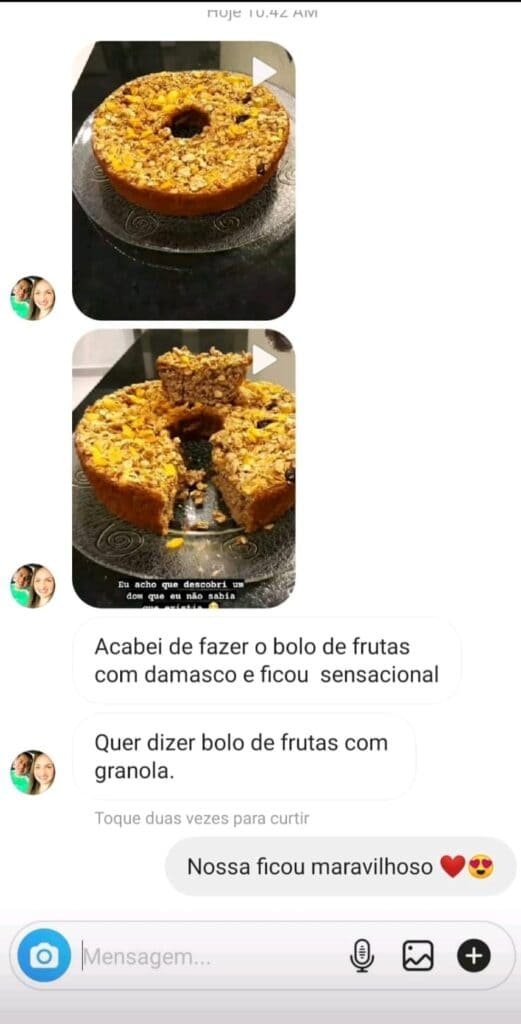 Hoje 10:42 AM
Eu acho que descobri um
dom que eu não sabia
que existia
Acabei de fazer o bolo de frutas
com damasco e ficou sensacional
Quer dizer bolo de frutas com
granola.
Toque duas vezes para curtir
Nossa ficou maravilhoso ❤️😍
Mensagem...